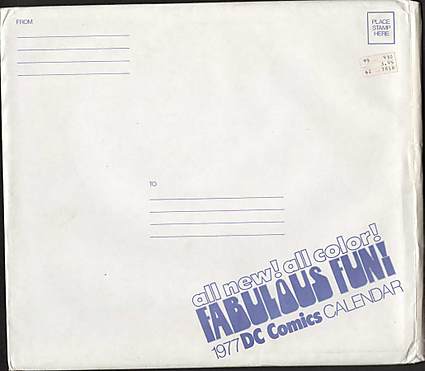 FROM
PLACE
STAMP
HERE
TO
all new! all color!
FABULOUS FUN!
1977 DC Comics CALENDAR